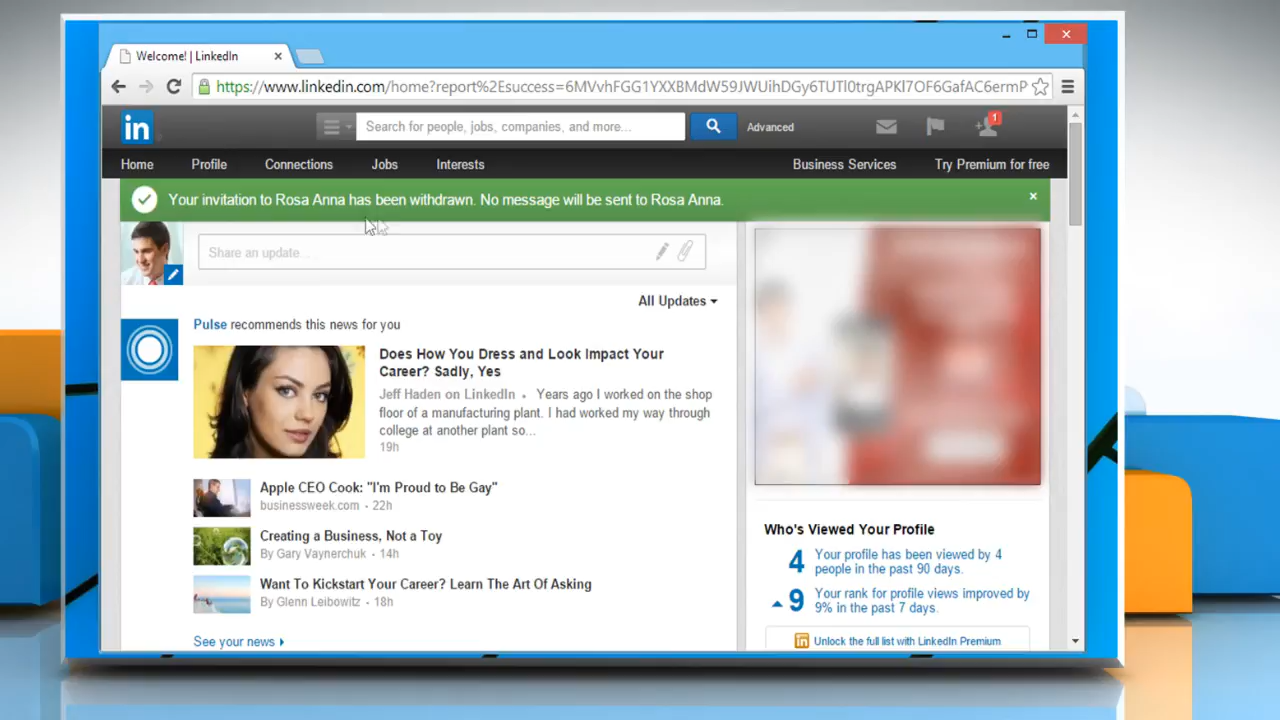 Welcome! | LinkedIn
https://www.linkedin.com/home?report%2Esuccess=6MVvhFGG1YXXBMdW59JWUihDGy6TUTl0trgAPKl7OF6GafAC6ermP
in
Search for people, jobs, companies, and more...
Advanced
1
Home Profile Connections Jobs Interests Business Services Try Premium for free
Your invitation to Rosa Anna has been withdrawn. No message will be sent to Rosa Anna.
Share an update...
All Updates
Pulse recommends this news for you
Does How You Dress and Look Impact Your
Career? Sadly, Yes
Jeff Haden on LinkedIn • Years ago I worked on the shop
floor of a manufacturing plant. I had worked my way through
college at another plant so...
19h
Apple CEO Cook: "I'm Proud to Be Gay"
businessweek.com • 22h
Creating a Business, Not a Toy
By Gary Vaynerchuk • 14h
Want To Kickstart Your Career? Learn The Art Of Asking
By Glenn Leibowitz • 18h
See your news
Who's Viewed Your Profile
4 Your profile has been viewed by 4
people in the past 90 days.
9 Your rank for profile views improved by
9% in the past 7 days.
in Unlock the full list with LinkedIn Premium